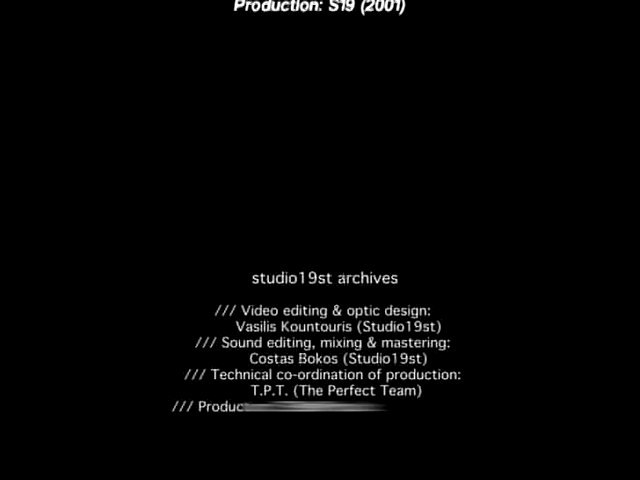 Production: S19 (2001)
studio19st archives
/// Video editing & optic design:
Vasilis Kountouris (Studio19st)
/// Sound editing, mixing & mastering:
Costas Bokos (Studio19st)
/// Technical co-ordination of production:
T.P.T. (The Perfect Team)
/// Produc